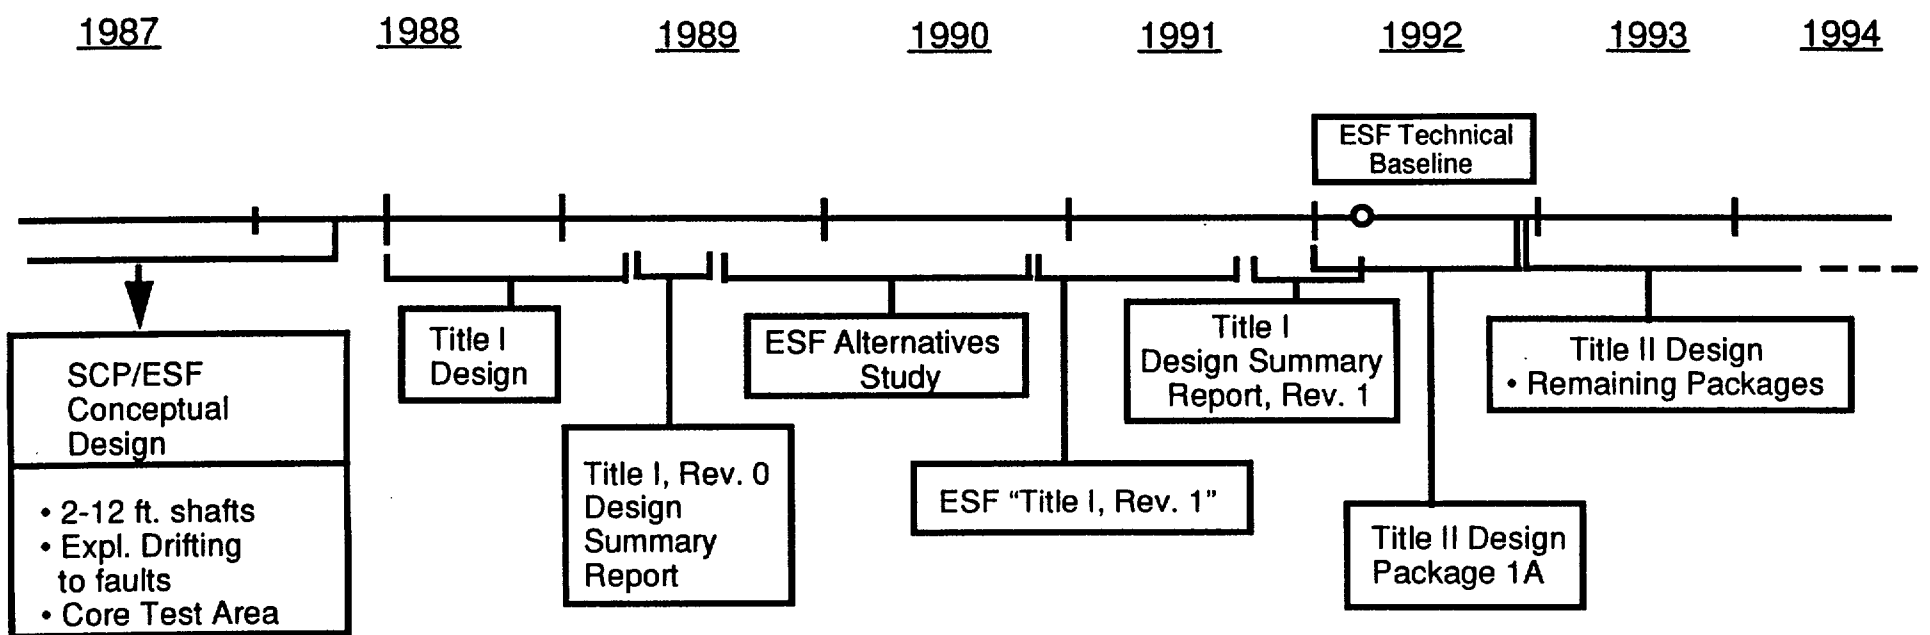 1987 1988 1989 1990 1991 1992 1993 1994
ESF Technical
Baseline
SCP/ESF
Conceptual
Design
• 2-12 ft. shafts
• Expl. Drifting
to faults
• Core Test Area
Title I
Design
Title I, Rev. 0
Design
Summary
Report
ESF Alternatives
Study
ESF “Title I, Rev. 1”
Title I
Design Summary
Report, Rev. 1
Title II Design
Package 1A
Title II Design
• Remaining Packages